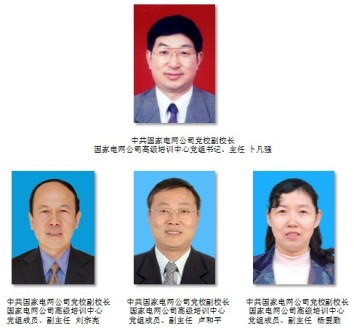 中共国家电网公司党校副校长
国家电网公司高级培训中心党组书记、主任 卜凡强
中共国家电网公司党校副校长
国家电网公司高级培训中心
党组成员、副主任 刘宗亮
中共国家电网公司党校副校长
国家电网公司高级培训中心
党组成员、副主任 卢和平
中共国家电网公司党校副校长
国家电网公司高级培训中心
党组成员、副主任 杨爱勤